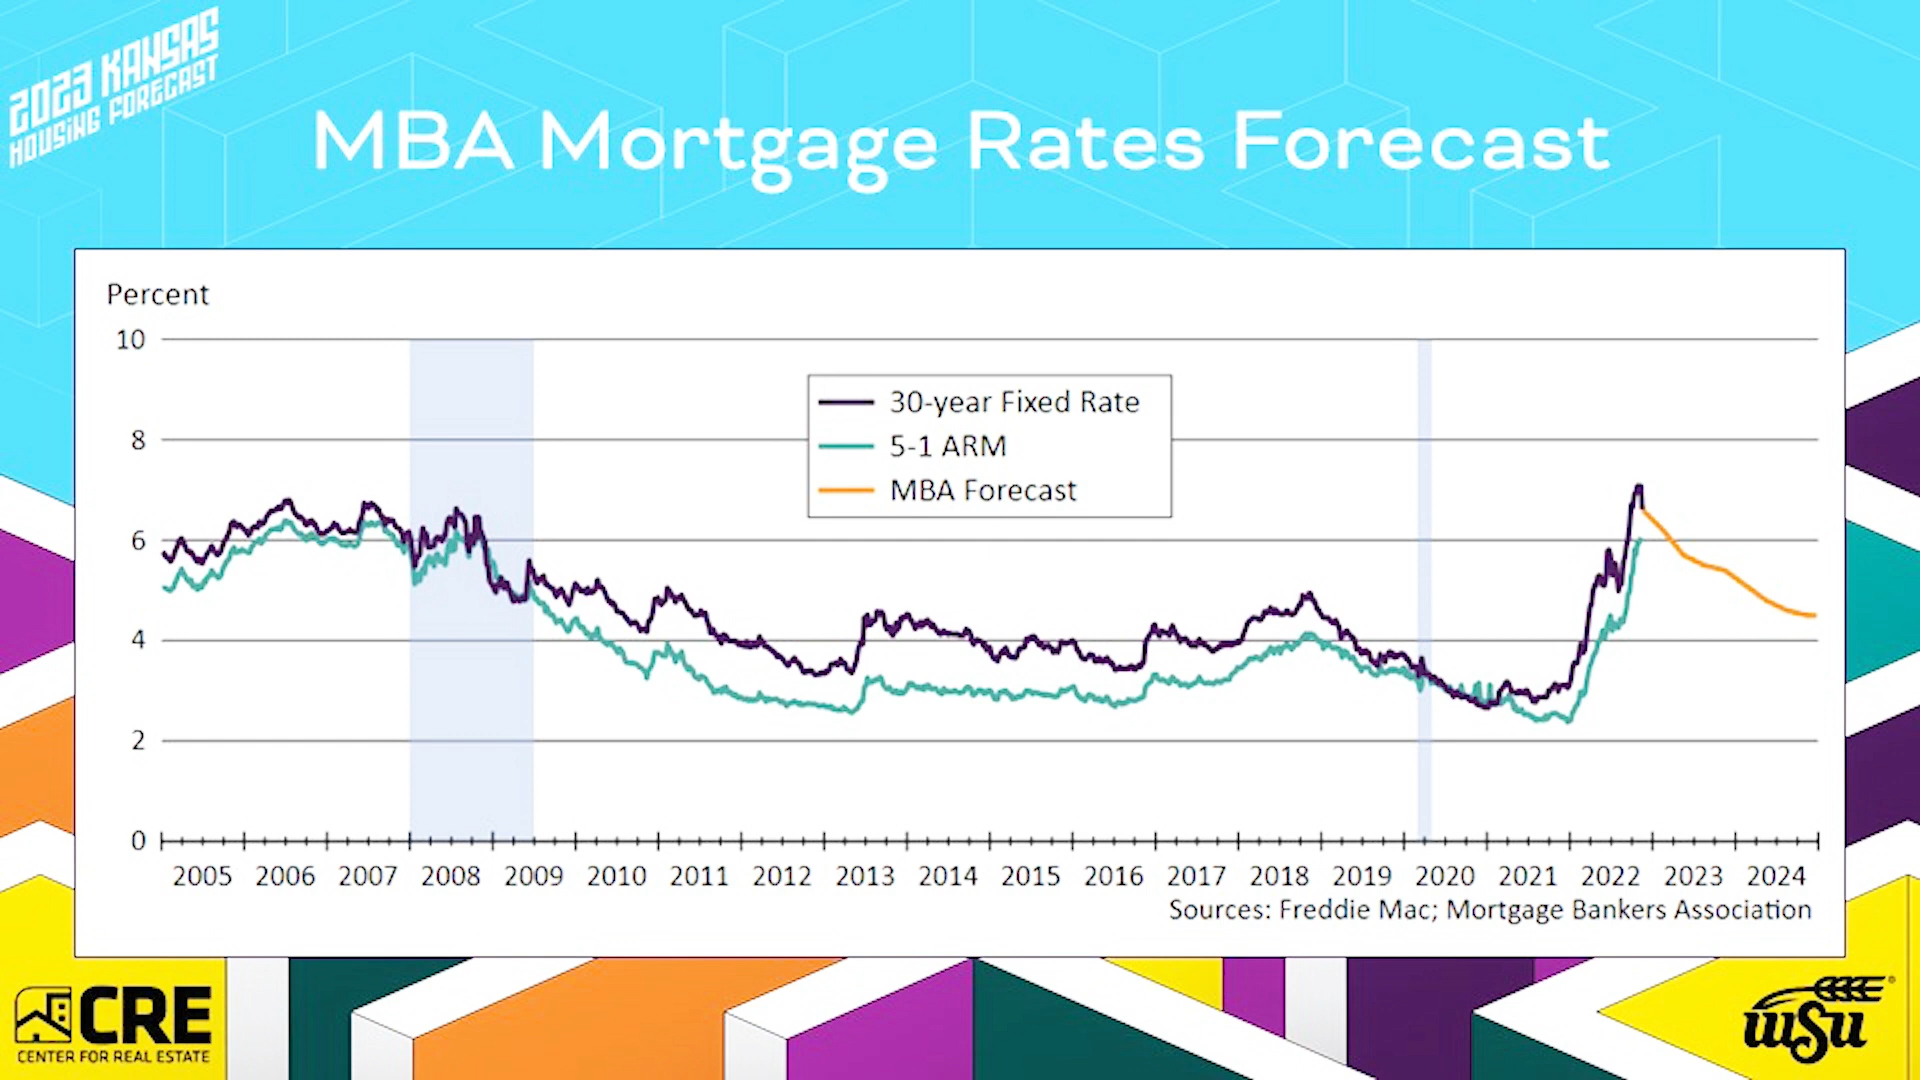 2023 KANSAS
HOUSING FORECAST
MBA Mortgage Rates Forecast
Percent
10
8
6
4
2
0
30-year Fixed Rate
5-1 ARM
MBA Forecast
2005 2006 2007 2008 2009 2010 2011 2012 2013 2014 2015 2016 2017 2018 2019 2020 2021 2022 2023 2024
Sources: Freddie Mac; Mortgage Bankers Association
CRE
CENTER FOR REAL ESTATE
WSU